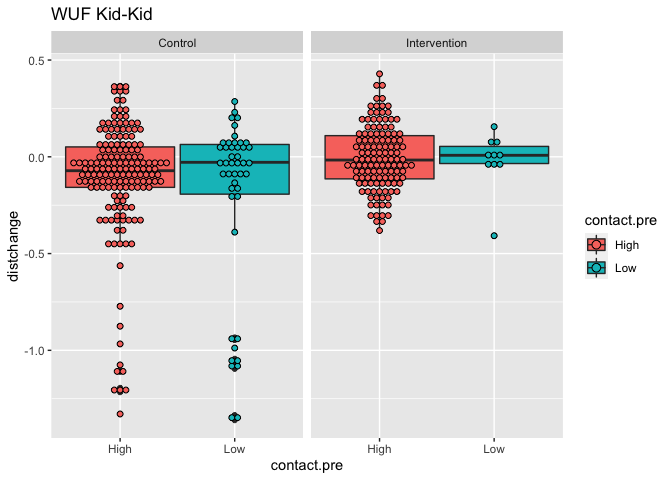 WUF Kid-Kid
Control
Intervention
0.5
0.0
-0.5
-1.0
distchange
High
Low
High
Low
contact.pre
contact.pre
High
Low